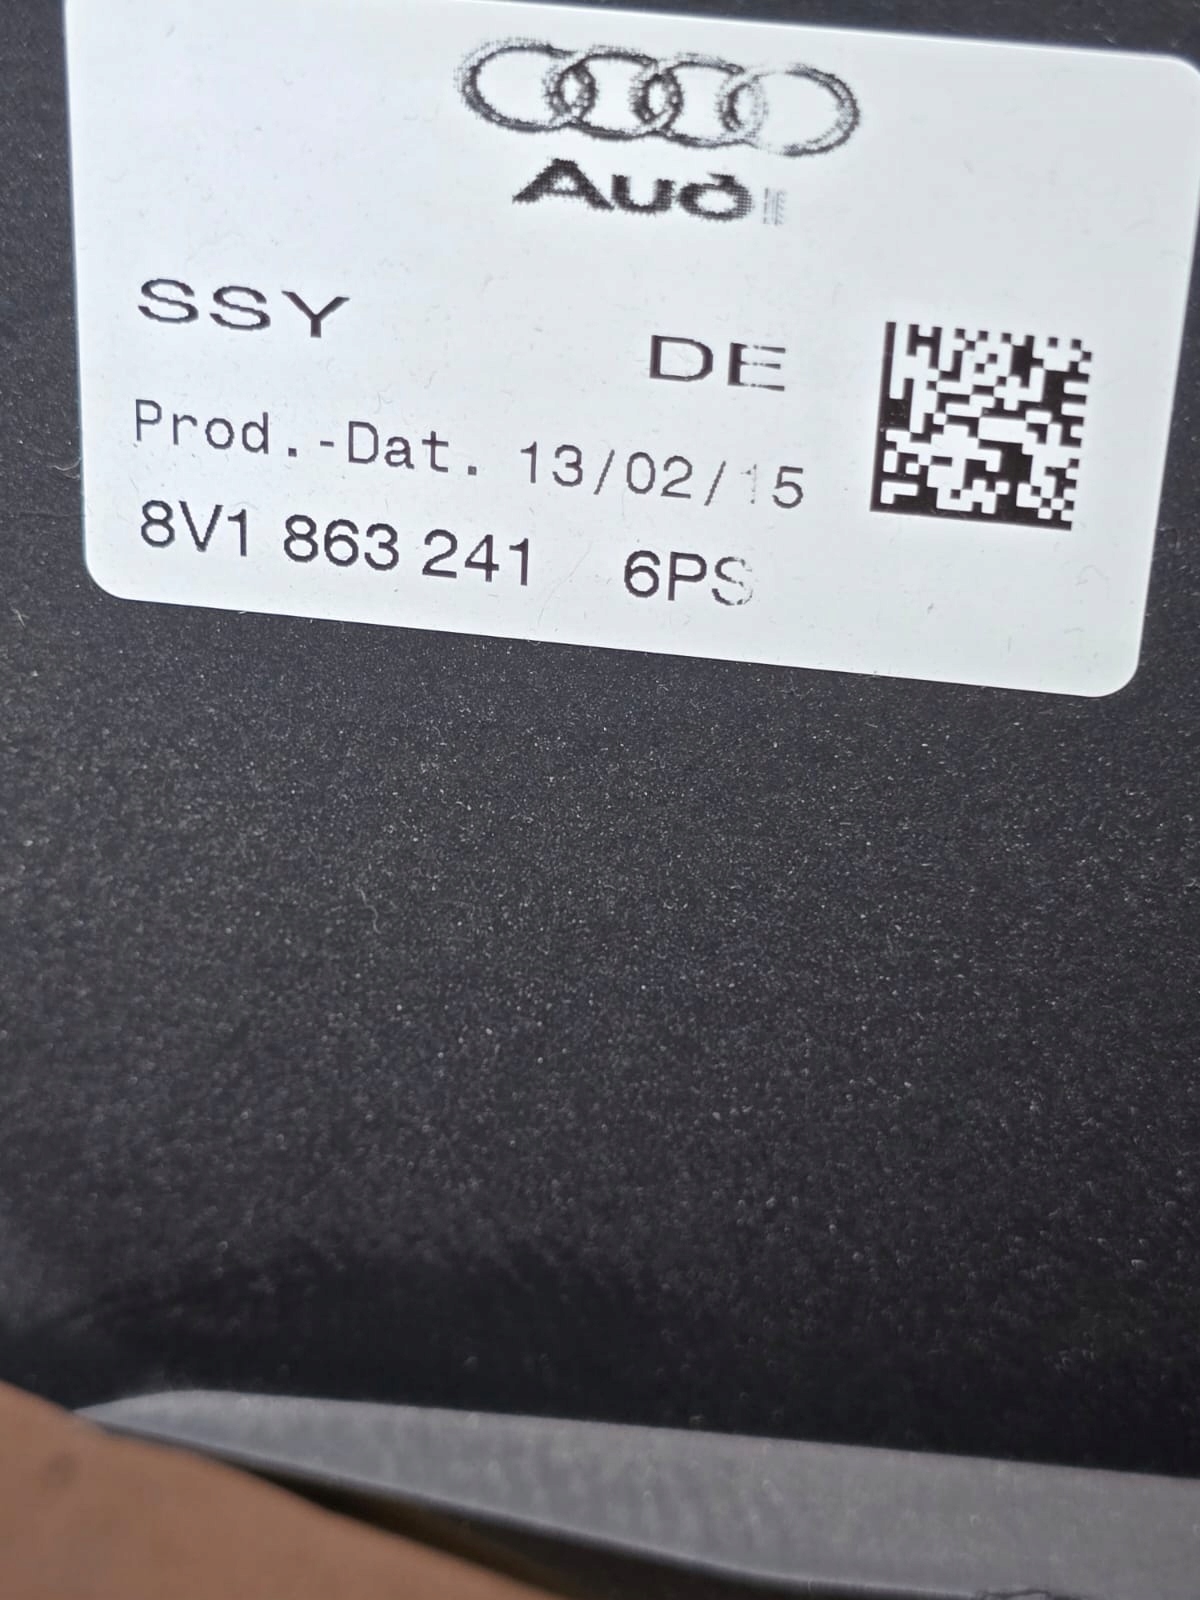 Audi
SSY
DE
Prod.-Dat. 13/02/15
8V1 863 241 6PS